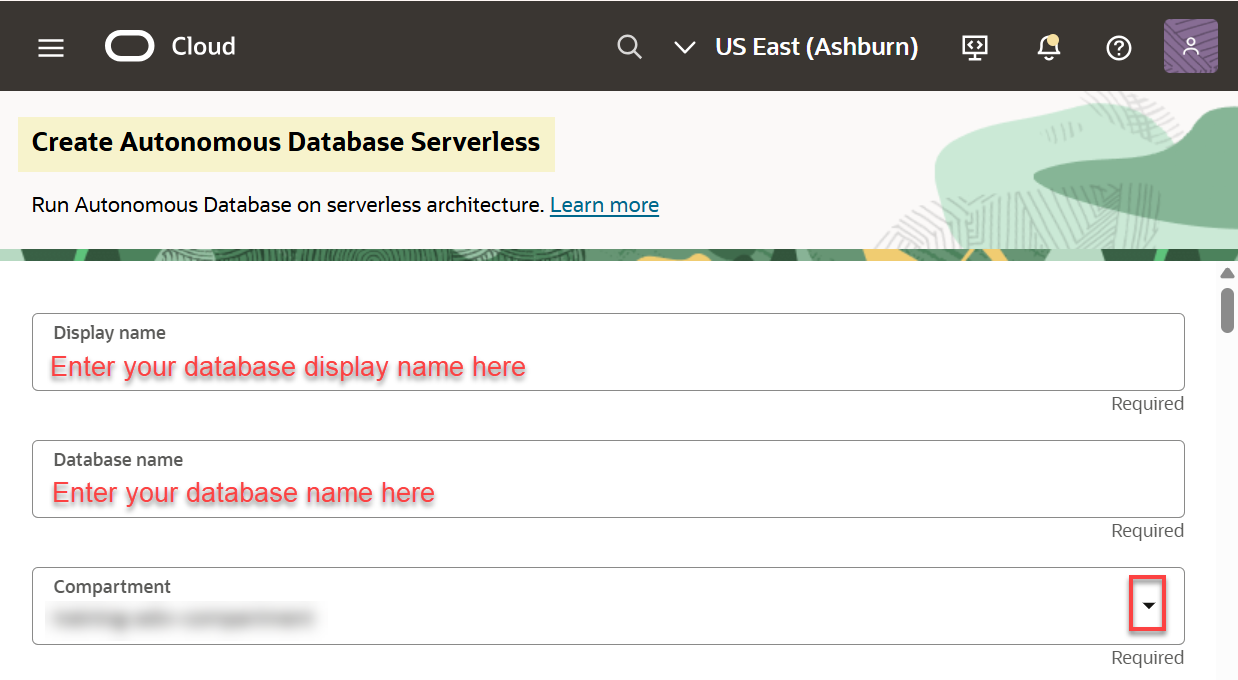 Cloud
US East (Ashburn)
Create Autonomous Database Serverless
Run Autonomous Database on serverless architecture. Learn more
Display name
Enter your database display name here
Required
Database name
Enter your database name here
Required
Compartment
Required